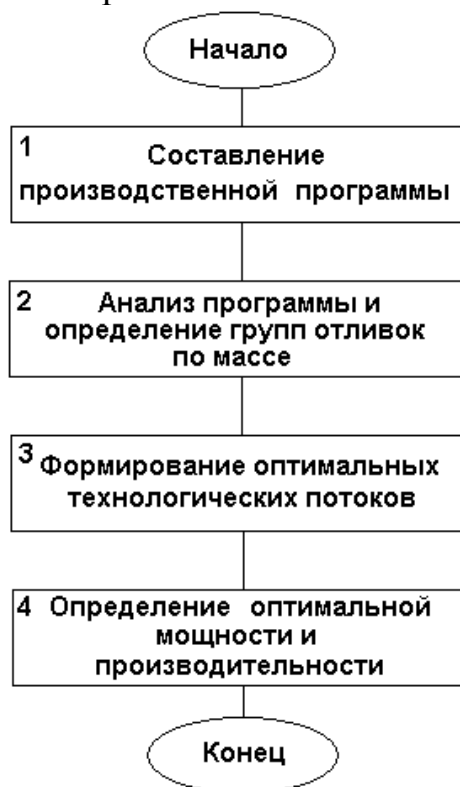 Начало
1 Составление
производственной программы
2 Анализ программы и
определение групп отливок
по массе
3 Формирование оптимальных
технологических потоков
4 Определение оптимальной
мощности и
производительности
Конец